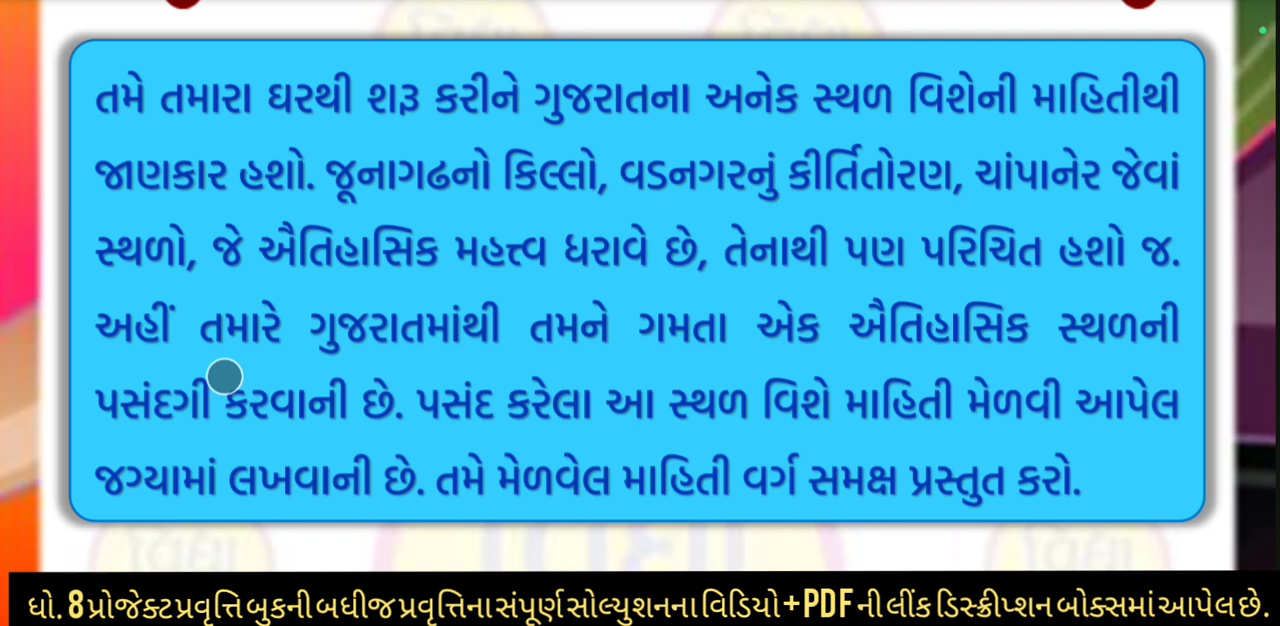 તમે તમારા ઘરથી શરૂ કરીને ગુજરાતના અનેક સ્થળ વિશેની માહિતીથી
જાણકાર હશો. જૂનાગઢનો કિલ્લો, વડનગરનું કીર્તિતોરણ, ચાંપાનેર જેવાં
સ્થળો, જે ઐતિહાસિક મહત્ત્વ ધરાવે છે, તેનાથી પણ પરિચિત હશો જ.
અહીં તમારે ગુજરાતમાંથી તમને ગમતા એક ઐતિહાસિક સ્થળની
પસંદગી કરવાની છે. પસંદ કરેલા આ સ્થળ વિશે માહિતી મેળવી આપેલ
જગ્યામાં લખવાની છે. તમે મેળવેલ માહિતી વર્ગ સમક્ષ પ્રસ્તુત કરો.
ધો. 8 પ્રોજેક્ટ પ્રવૃત્તિ બુકની બધી જ પ્રવૃત્તિના સંપૂર્ણ સોલ્યુશનના વિડિયો + PDF ની લીંક ડિસ્ક્રીપ્શન બોક્સમાં આપેલ છે.